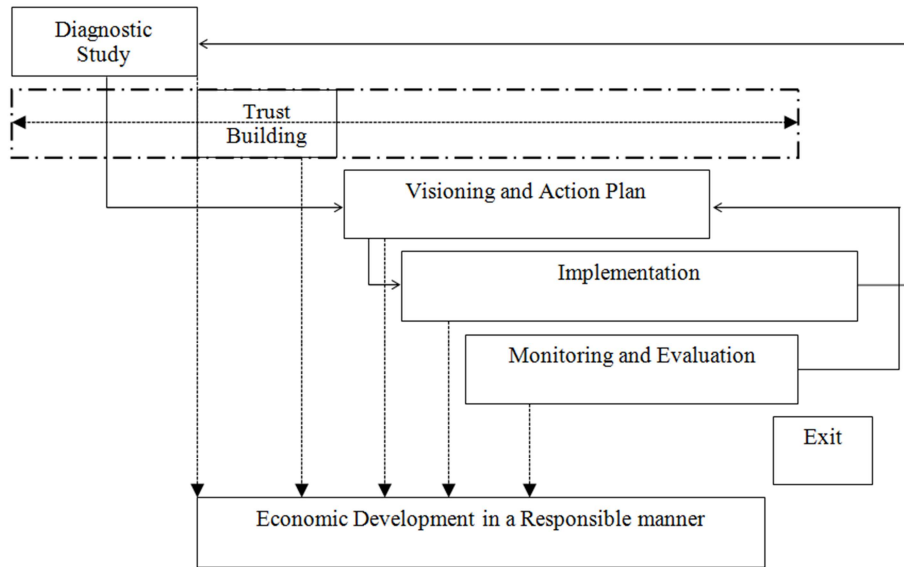 Diagnostic
Study
Trust
Building
Visioning and Action Plan
Implementation
Monitoring and Evaluation
Exit
Economic Development in a Responsible manner